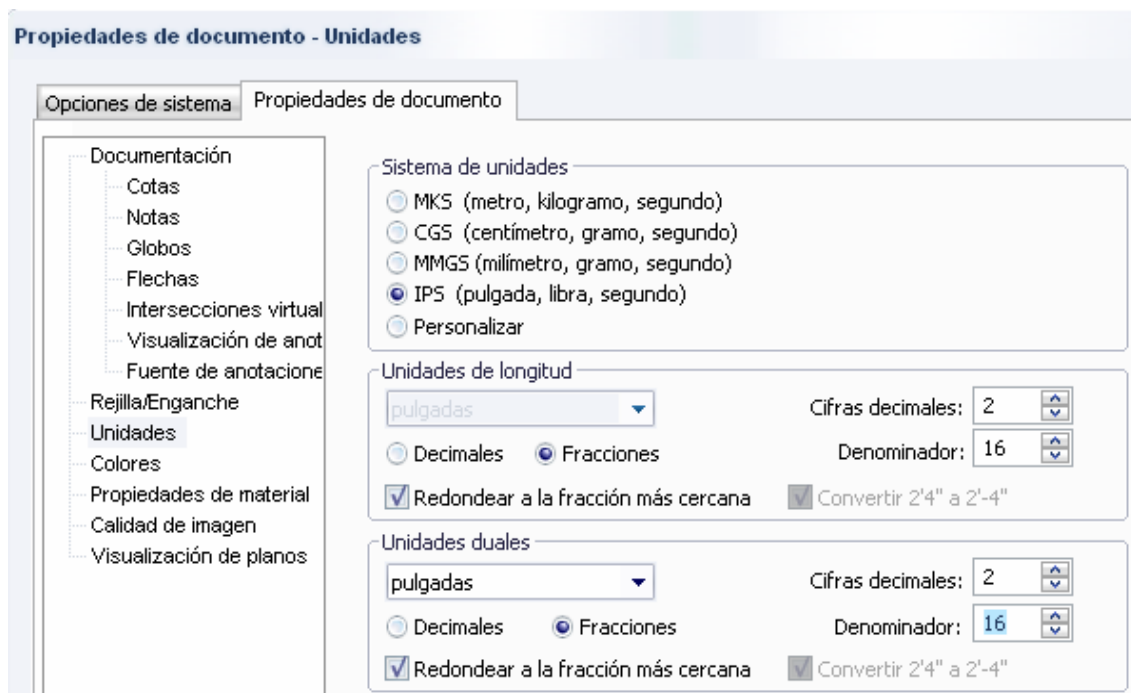 Propiedades de documento - Unidades
Opciones de sistema
Propiedades de documento
Documentación
Cotas
Notas
Globos
Flechas
Intersecciones virtual
Visualización de anot
Fuente de anotacione
Rejilla/Enganche
Unidades
Colores
Propiedades de material
Calidad de imagen
Visualización de planos
Sistema de unidades
MKS (metro, kilogramo, segundo)
CGS (centímetro, gramo, segundo)
MMGS (milímetro, gramo, segundo)
IPS (pulgada, libra, segundo)
Personalizar
Unidades de longitud
pulgadas
Cifras decimales: 2
Decimales
Fracciones
Denominador: 16
Redondear a la fracción más cercana
Convertir 2'4" a 2'-4"
Unidades duales
pulgadas
Cifras decimales: 2
Decimales
Fracciones
Denominador: 16
Redondear a la fracción más cercana
Convertir 2'4" a 2'-4"